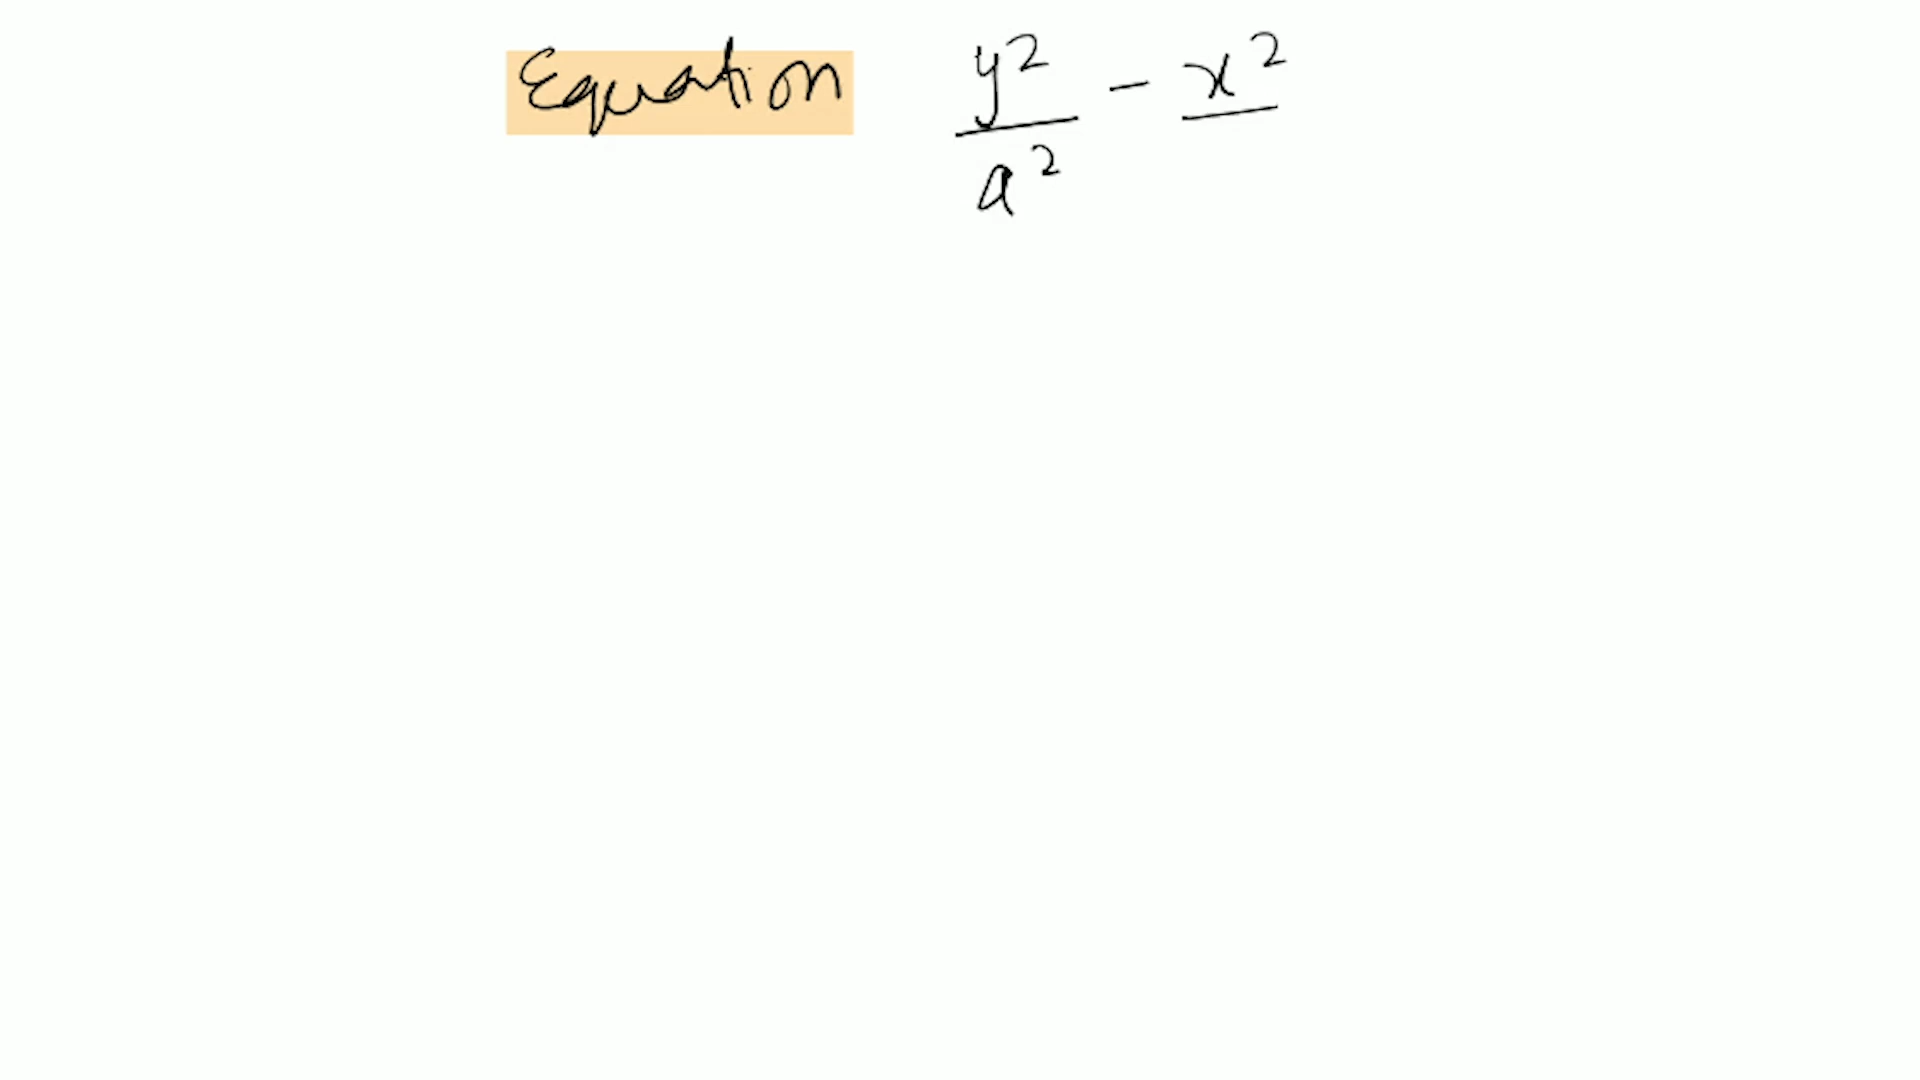 Equation y²/a² - x²/